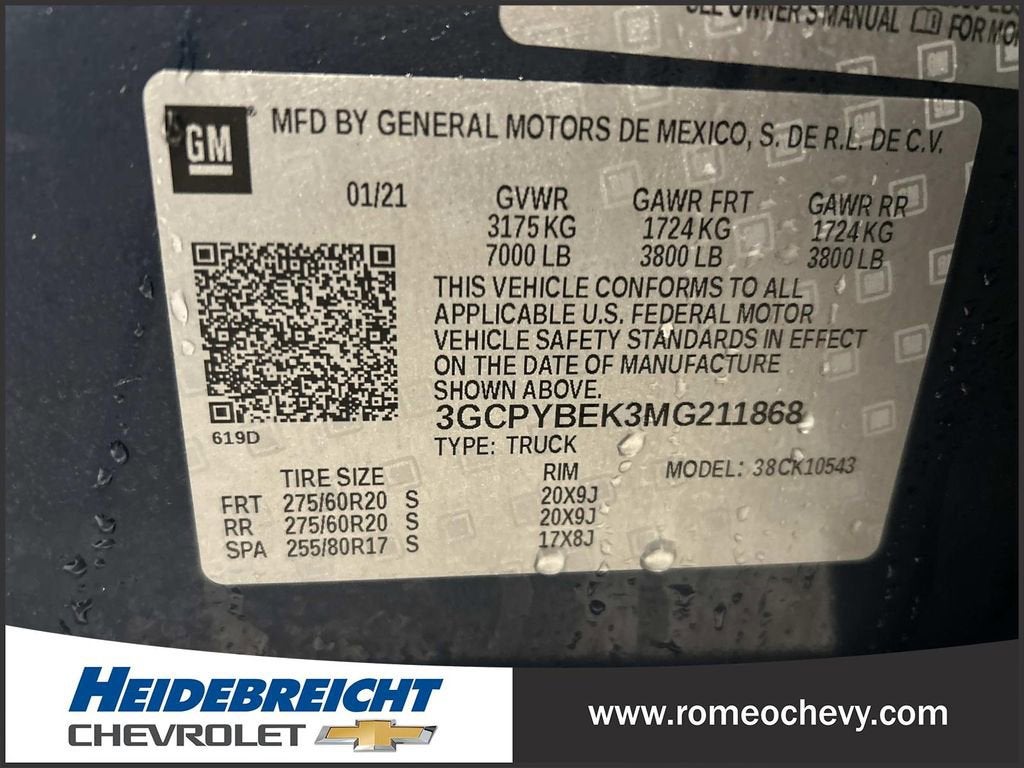 SEE OWNER'S MANUAL FOR MOR
GM
MFD BY GENERAL MOTORS DE MEXICO, S. DE R.L. DE C.V.
01/21 GVWR GAWR FRT GAWR RR
3175 KG 1724 KG 1724 KG
7000 LB 3800 LB 3800 LB
THIS VEHICLE CONFORMS TO ALL
APPLICABLE U.S. FEDERAL MOTOR
VEHICLE SAFETY STANDARDS IN EFFECT
ON THE DATE OF MANUFACTURE
SHOWN ABOVE.
3GCPYBEK3MG211868
619D
TYPE: TRUCK
TIRE SIZE RIM MODEL: 38CK10543
FRT 275/60R20 S 20X9J
RR 275/60R20 S 20X9J
SPA 255/80R17 S 17X8J
HEIDEBREICHT
CHEVROLET
www.romeochevy.com